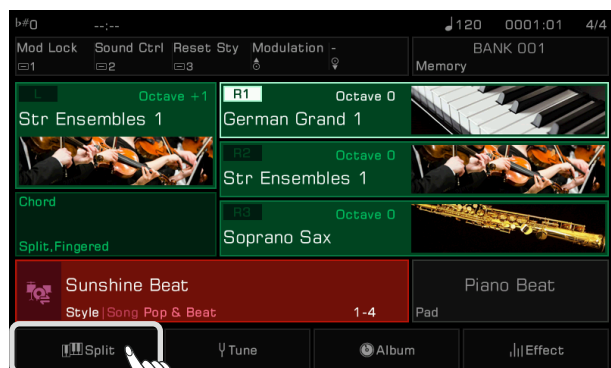 b#0 --:-- 120 0001:01 4/4
Mod Lock Sound Ctrl Reset Sty Modulatio n - BANK 001
1 2 3 Memory
L Octave +1
Str Ensembles 1
R1 Octave 0
German Grand 1
R2 Octave 0
Str Ensembles 1
Chord
Split,Fingered
R3 Octave 0
Soprano Sax
Sunshine Beat
Style|Song Pop & Beat 1-4
Piano Beat
Pad
Split Tune Album Effect